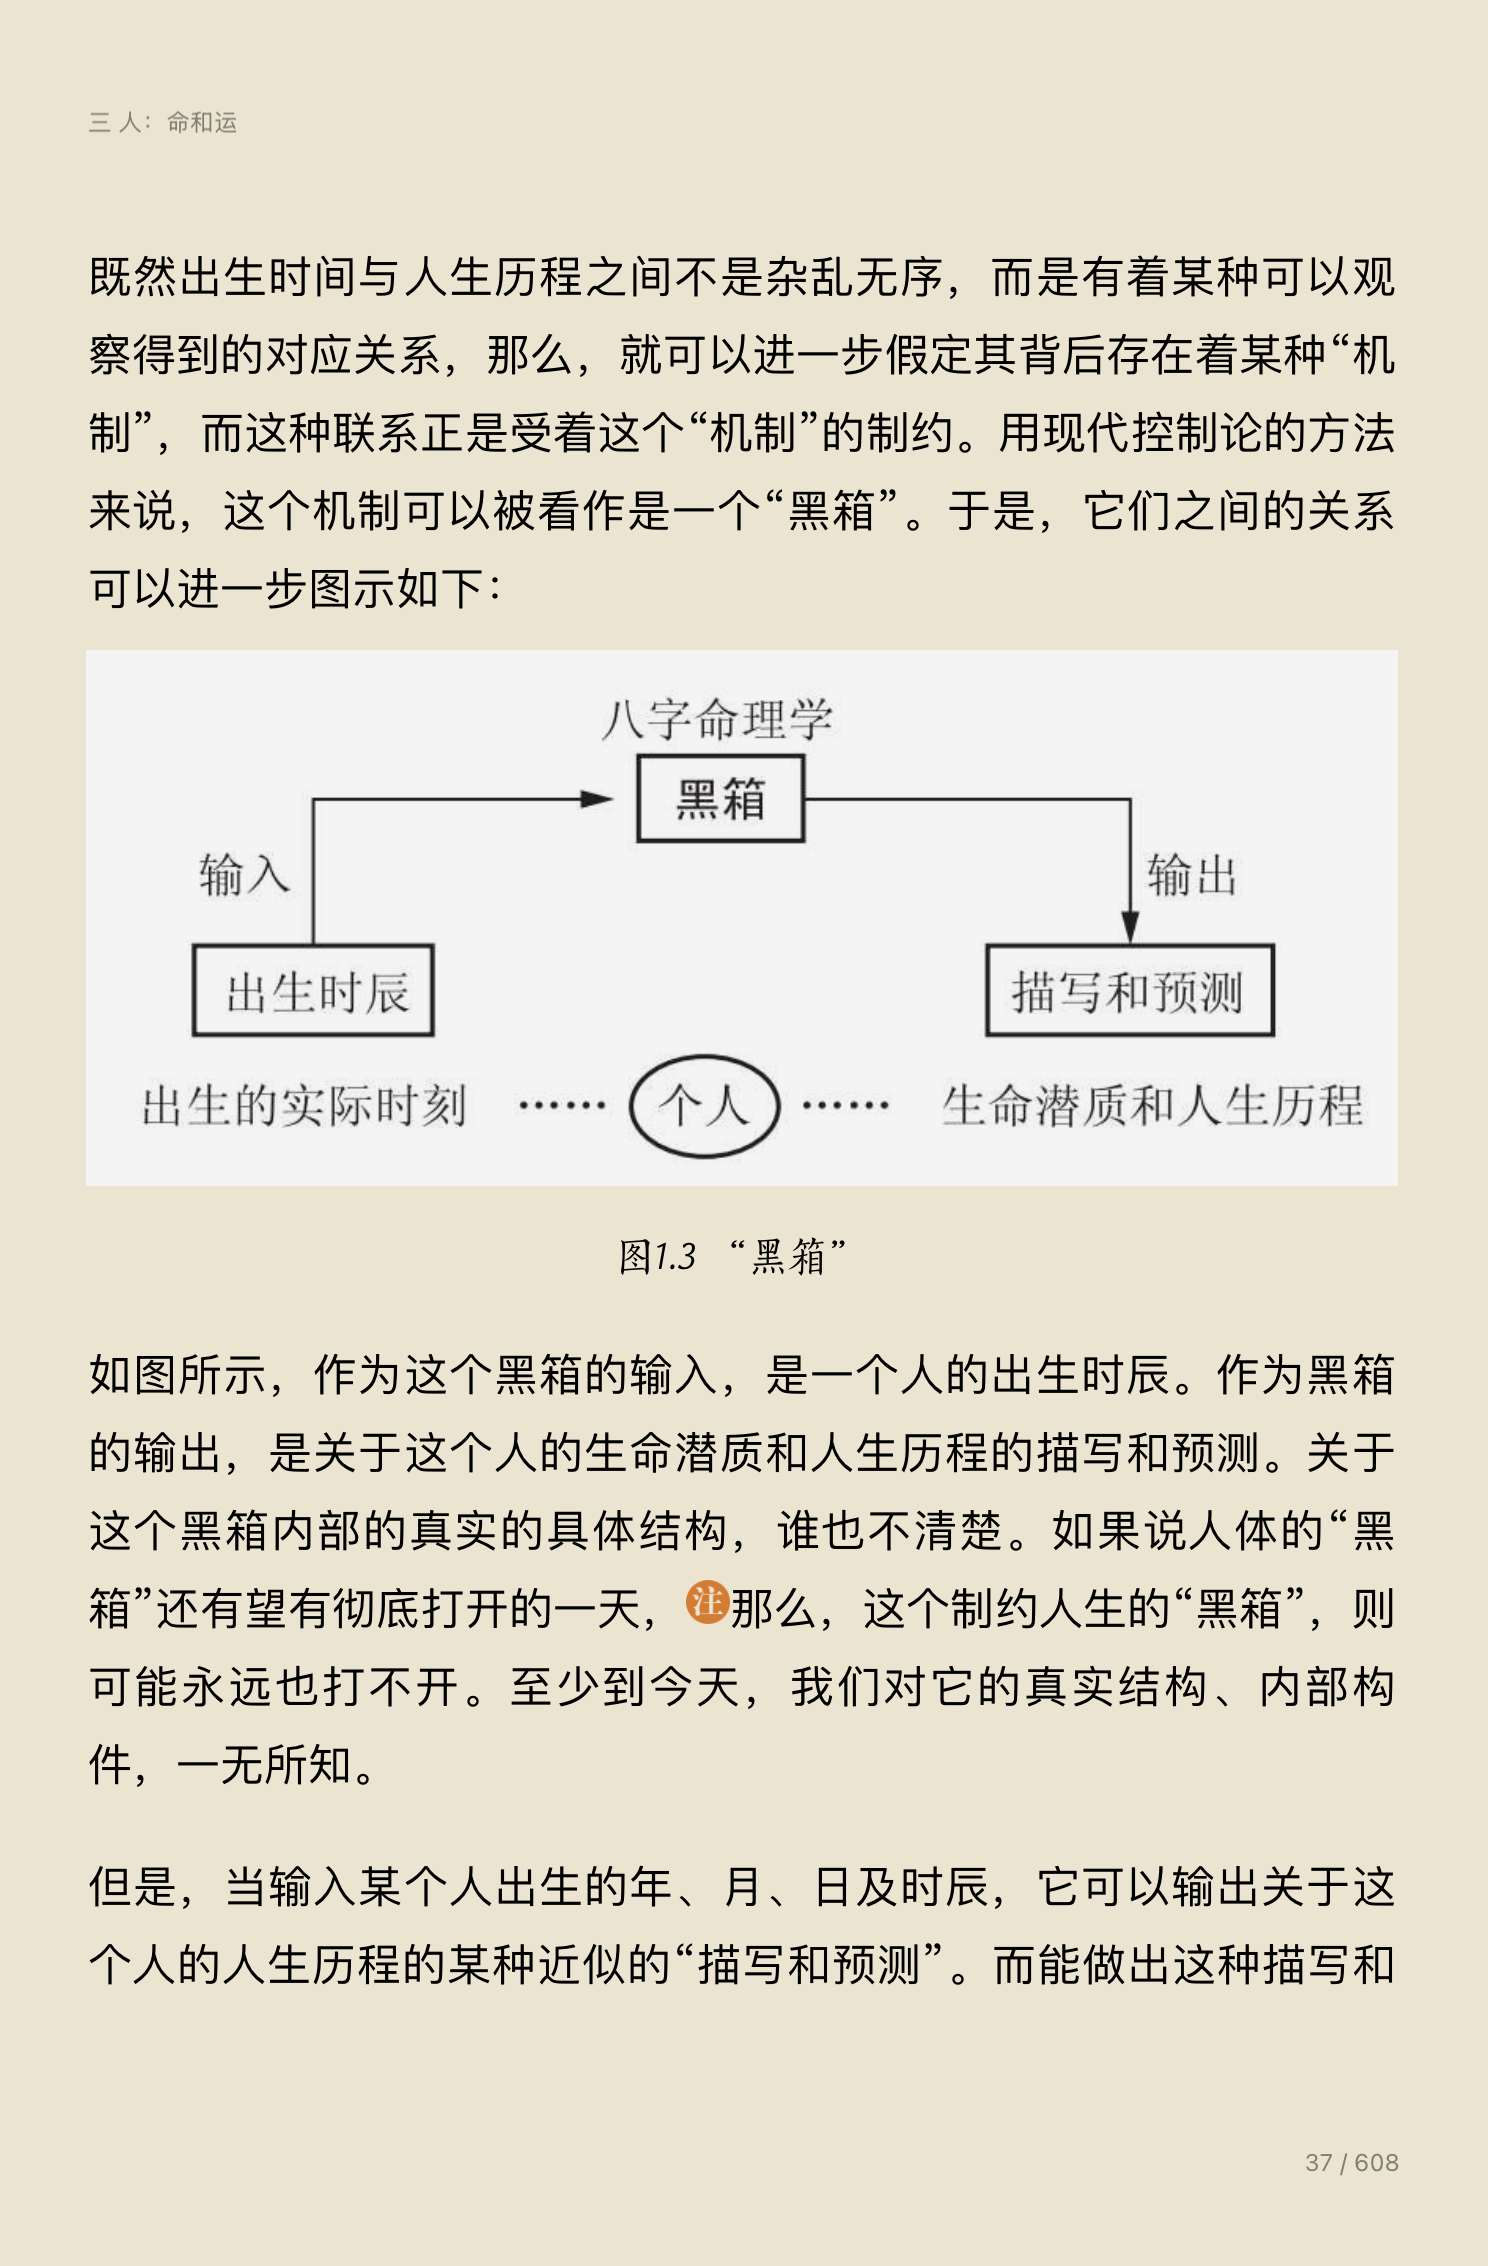 三 人：命和运
既然出生时间与人生历程之间不是杂乱无序，而是有着某种可以观
察得到的对应关系，那么，就可以进一步假定其背后存在着某种“机
制”，而这种联系正是受着这个“机制”的制约。用现代控制论的方法
来说，这个机制可以被看作是一个“黑箱”。于是，它们之间的关系
可以进一步图示如下：
八字命理学
黑箱
输入
输出
出生时辰
描写和预测
出生的实际时刻 …… 个人 …… 生命潜质和人生历程
图1.3 “黑箱”
如图所示，作为这个黑箱的输入，是一个人的出生时辰。作为黑箱
的输出，是关于这个人的生命潜质和人生历程的描写和预测。关于
这个黑箱内部的真实的具体结构，谁也不清楚。如果说人体的“黑
箱”还有望有彻底打开的一天，注那么，这个制约人生的“黑箱”，则
可能永远也打不开。至少到今天，我们对它的真实结构、内部构
件，一无所知。
但是，当输入某个人出生的年、月、日及时辰，它可以输出关于这
个人的人生历程的某种近似的“描写和预测”。而能做出这种描写和
37 / 608